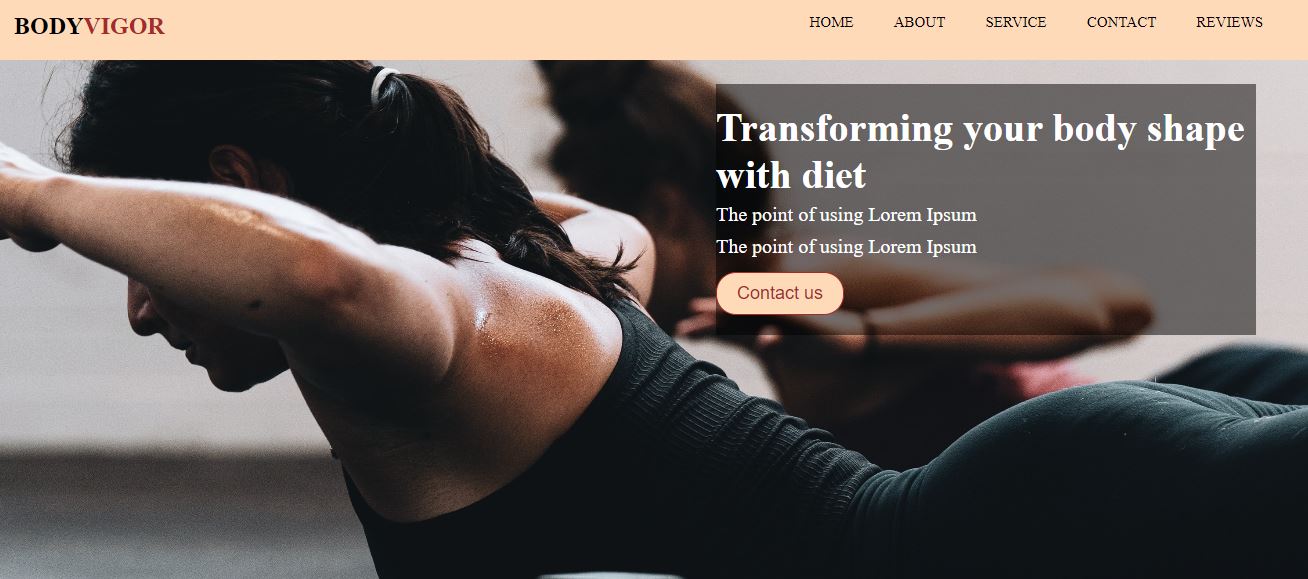 BODYVIGOR
HOME ABOUT SERVICE CONTACT REVIEWS
Transforming your body shape
with diet
The point of using Lorem Ipsum
The point of using Lorem Ipsum
Contact us